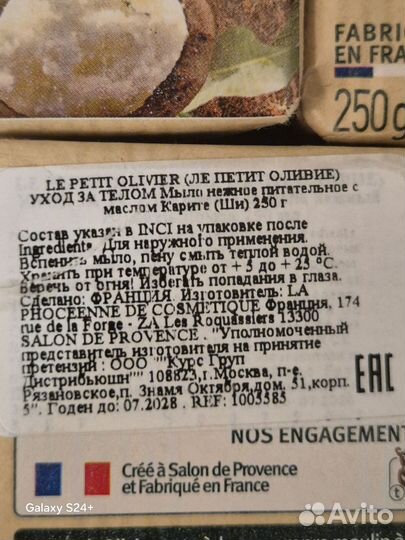 FABRIQ
EN FRA
250g
LE PETIT OLIVIER (ЛЕ ПЕТИТ ОЛИВИЕ)
УХОД ЗА ТЕЛОМ Мыло нежное питательное с
маслом Карите (Ши) 250 г
Состав указан в INCI на упаковке после
Ingredients. Для наружного применения.
Вспенить мыло, пену смыть теплой водой.
Хранить при температуре от + 5 до + 25 °C.
Беречь от огня! Избегать попадания в глаза.
Сделано: ФРАНЦИЯ. Изготовитель: LA
PHOCEENNE DE COSMETIQUE Франция, 174
rue de la Forge - ZA Les Roquassiers 13300
SALON DE PROVENCE. "Уполномоченный
представитель изготовителя на принятие
претензий : ООО ""Курс Груп
Дистрибьюшн"" 108823,г.Москва, п-е.
Рязановское,п. Знамя Октября,дом. 51,корп.
5". Годен до: 07.2028 . REF: 1003585
EAC
NOS ENGAGEMENT
Créé à Salon de Provence
et Fabriqué en France
Galaxy S24+
Avito